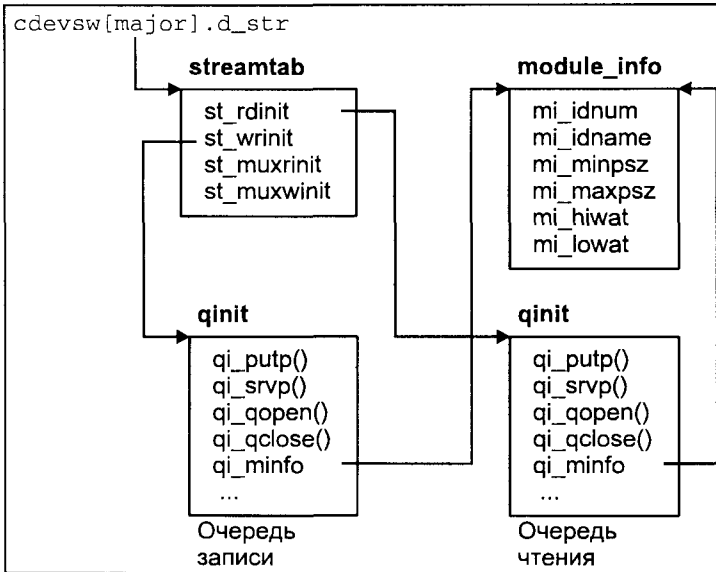 cdevsw[major].d_str
streamtab
st_rdinit
st_wrinit
st_muxrinit
st_muxwinit
module_info
mi_idnum
mi_idname
mi_minpsz
mi_maxpsz
mi_hiwat
mi_lowat
qinit
qi_putp()
qi_srvp()
qi_qopen()
qi_qclose()
qi_minfo
...
Очередь
записи
qinit
qi_putp()
qi_srvp()
qi_qopen()
qi_qclose()
qi_minfo
...
Очередь
чтения